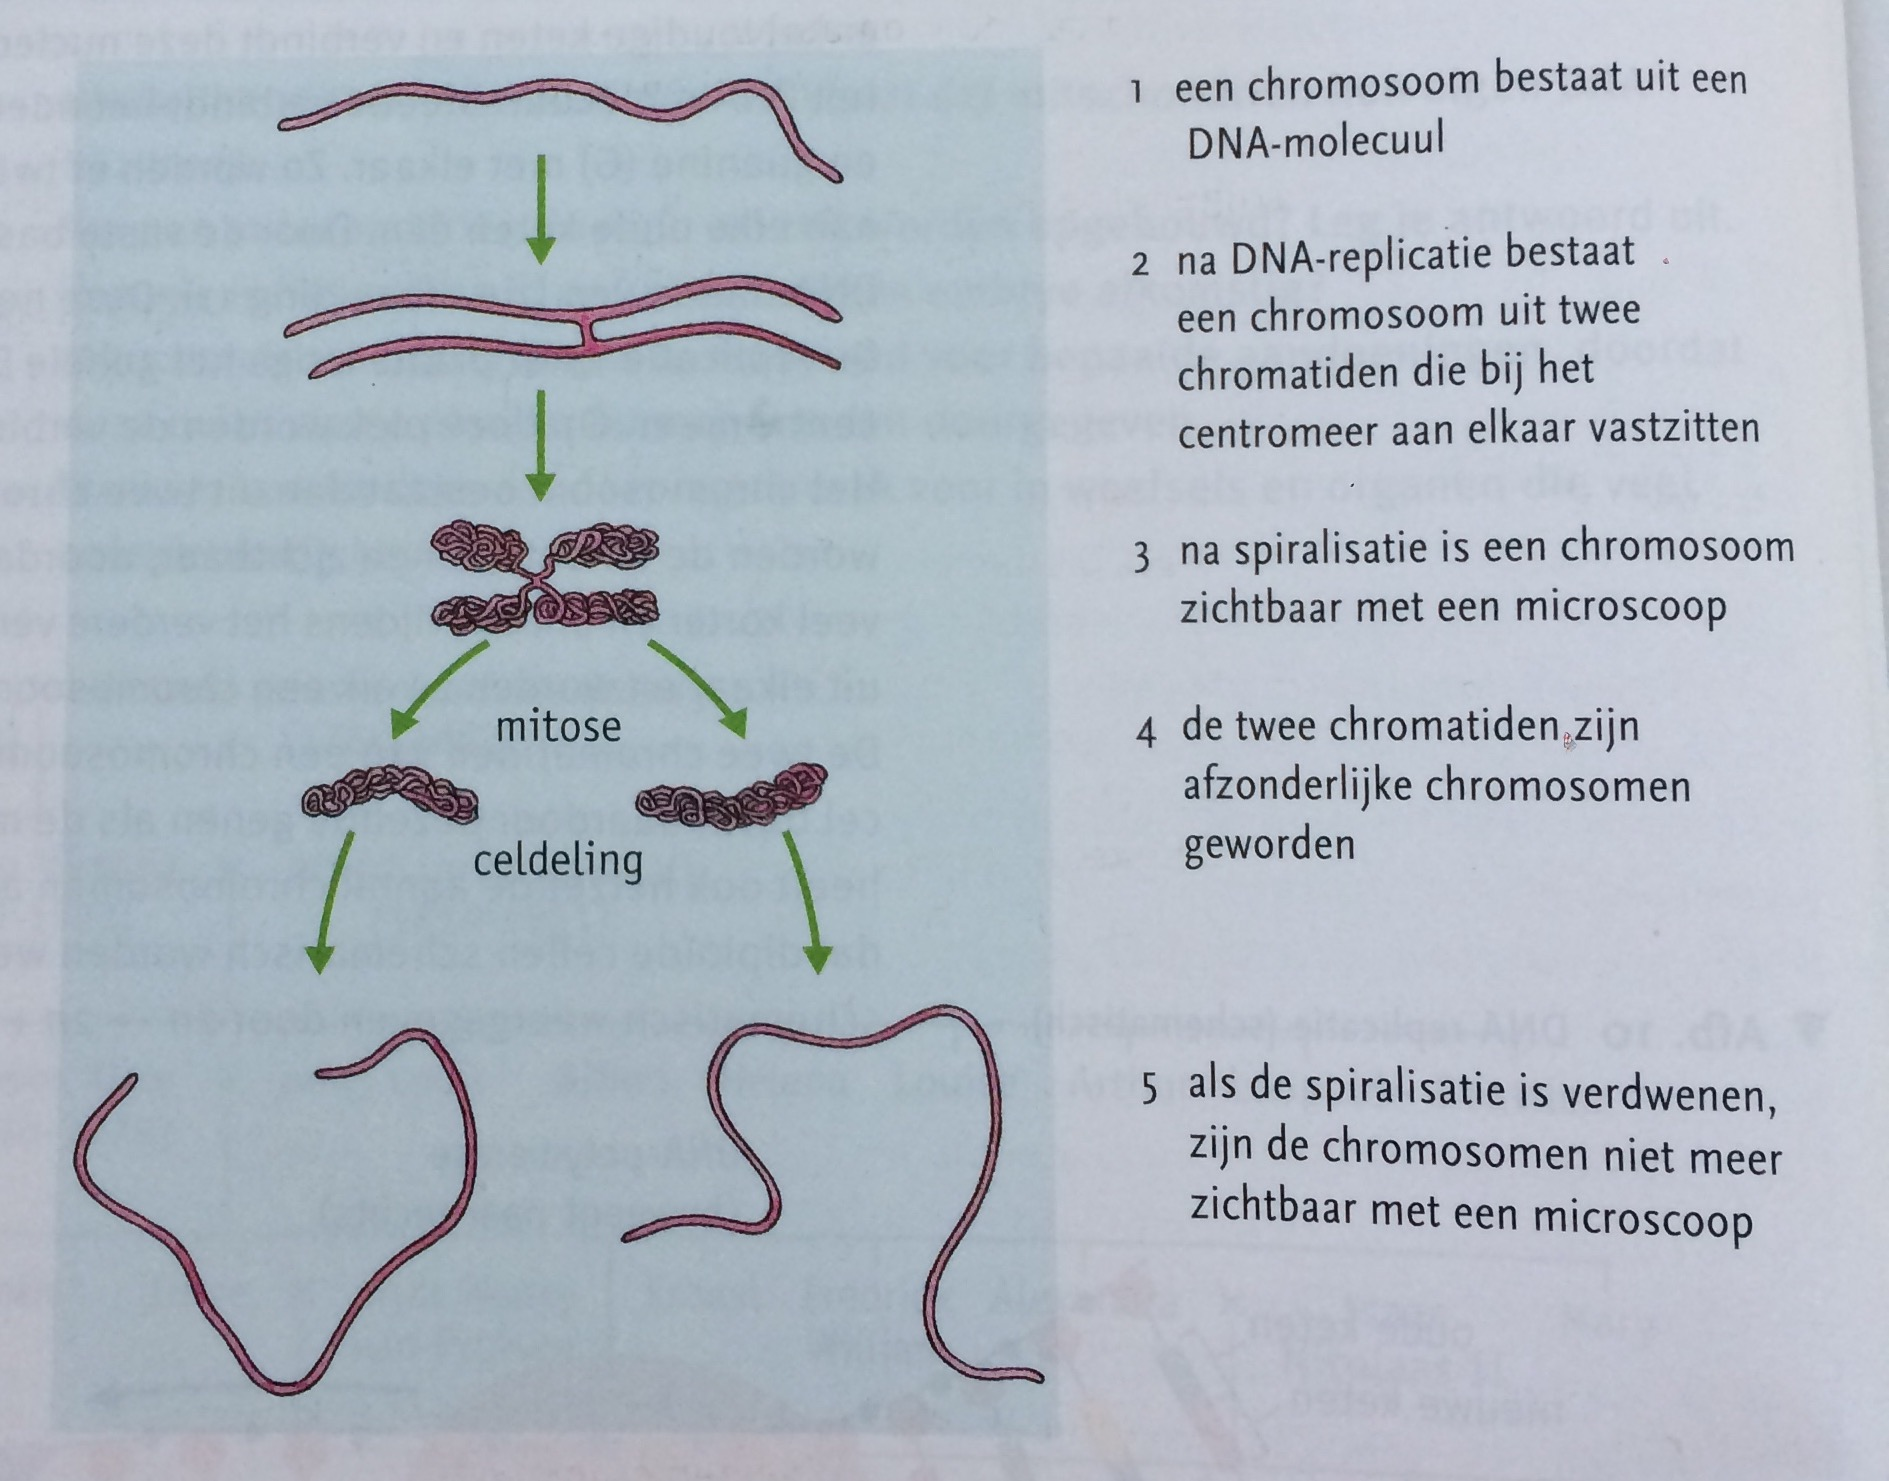 1 een chromosoom bestaat uit een
DNA-molecuul
2 na DNA-replicatie bestaat
een chromosoom uit twee
chromatiden die bij het
centromeer aan elkaar vastzitten
3 na spiralisatie is een chromosoom
zichtbaar met een microscoop
mitose
4 de twee chromatiden zijn
afzonderlijke chromosomen
geworden
celdeling
5 als de spiralisatie is verdwenen,
zijn de chromosomen niet meer
zichtbaar met een microscoop